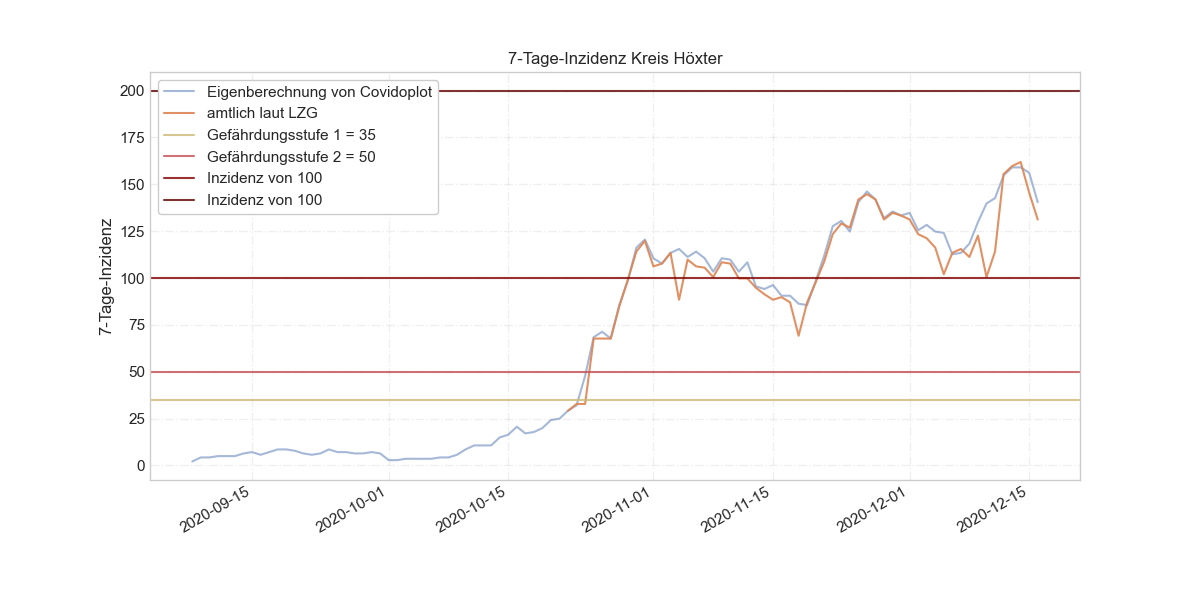 7-Tage-Inzidenz Kreis Höxter
Eigenberechnung von Covidoplot
amtlich laut LZG
Gefährdungsstufe 1 = 35
Gefährdungsstufe 2 = 50
Inzidenz von 100
Inzidenz von 100
7-Tage-Inzidenz
200
175
150
125
100
75
50
25
0
2020-09-15
2020-10-01
2020-10-15
2020-11-01
2020-11-15
2020-12-01
2020-12-15